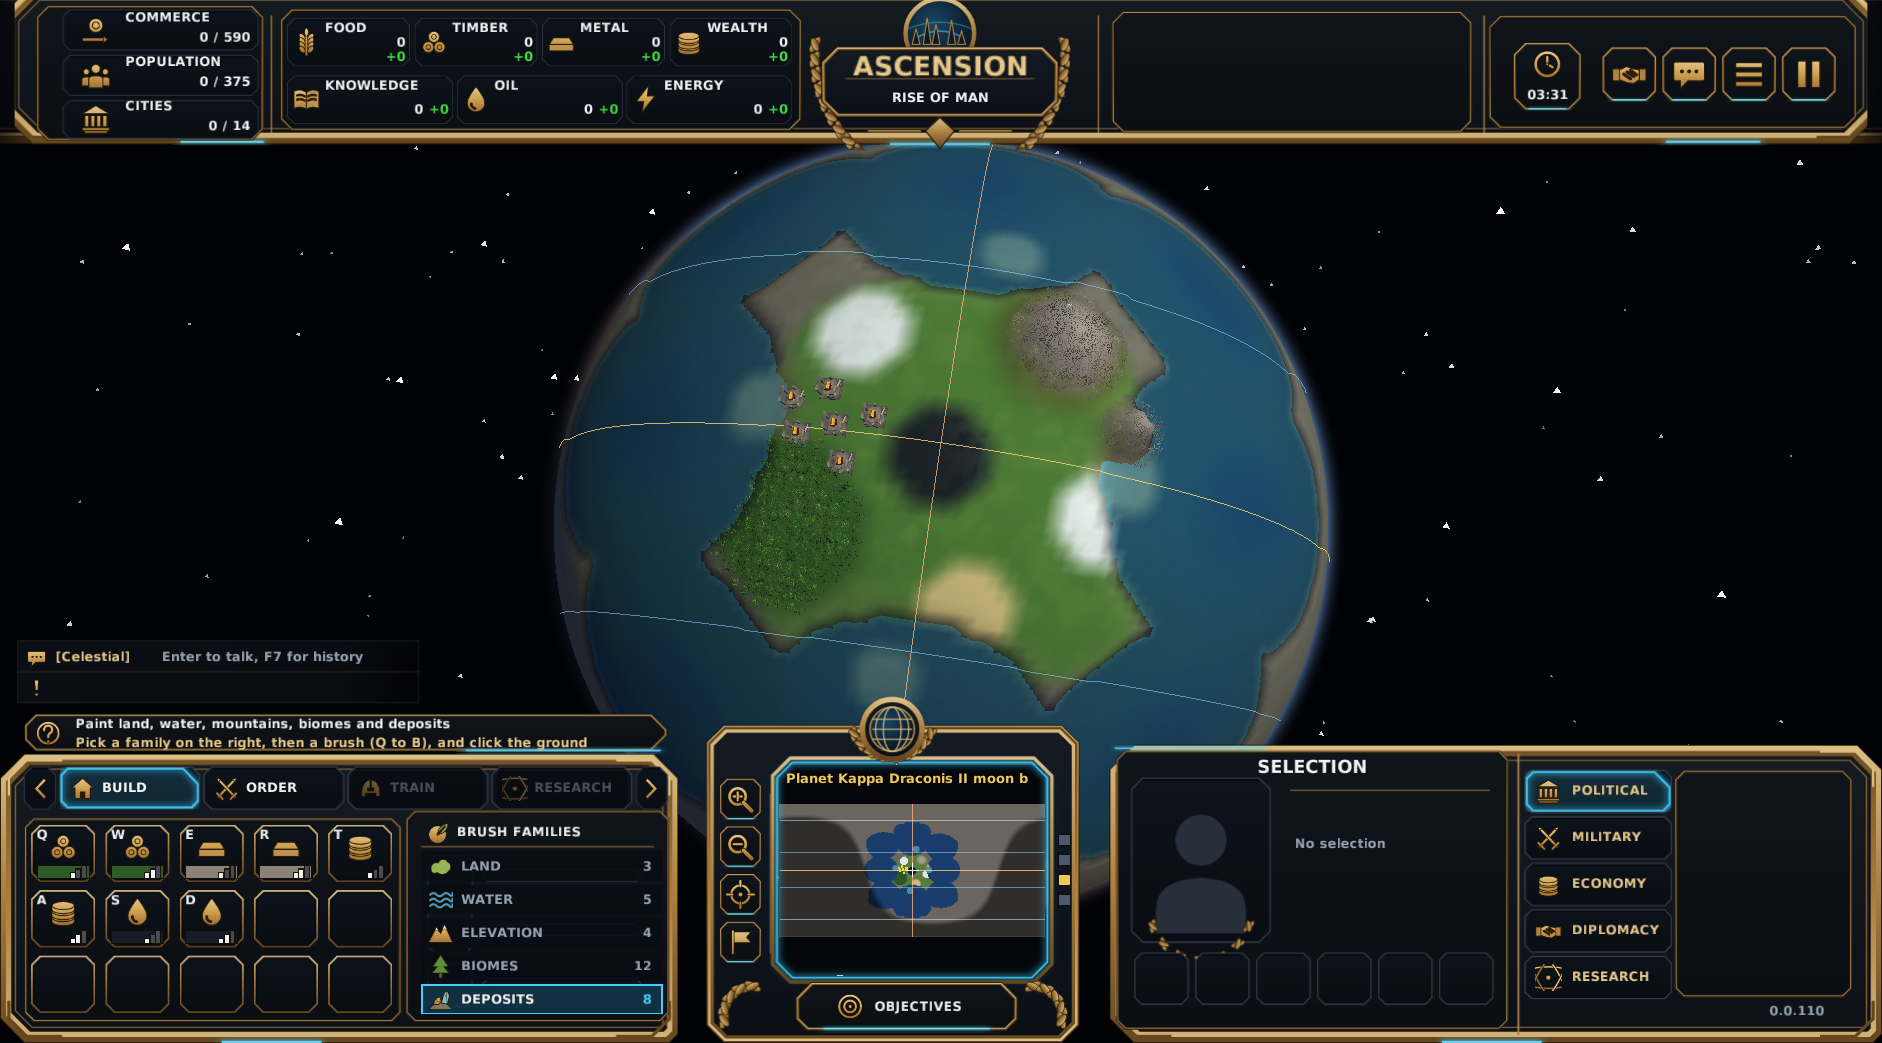 COMMERCE
0 / 590
POPULATION
0 / 375
CITIES
0 / 14
FOOD
0
+0
TIMBER
0
+0
METAL
0
+0
WEALTH
0
+0
KNOWLEDGE
0 +0
OIL
0 +0
ENERGY
0 +0
ASCENSION
RISE OF MAN
03:31
[Celestial] Enter to talk, F7 for history
!
Paint land, water, mountains, biomes and deposits
Pick a family on the right, then a brush (Q to B), and click the ground
BUILD
ORDER
TRAIN
RESEARCH
Q
W
E
R
T
A
S
D
BRUSH FAMILIES
LAND 3
WATER 5
ELEVATION 4
BIOMES 12
DEPOSITS 8
Planet Kappa Draconis II moon b
OBJECTIVES
SELECTION
No selection
POLITICAL
MILITARY
ECONOMY
DIPLOMACY
RESEARCH
0.0.110